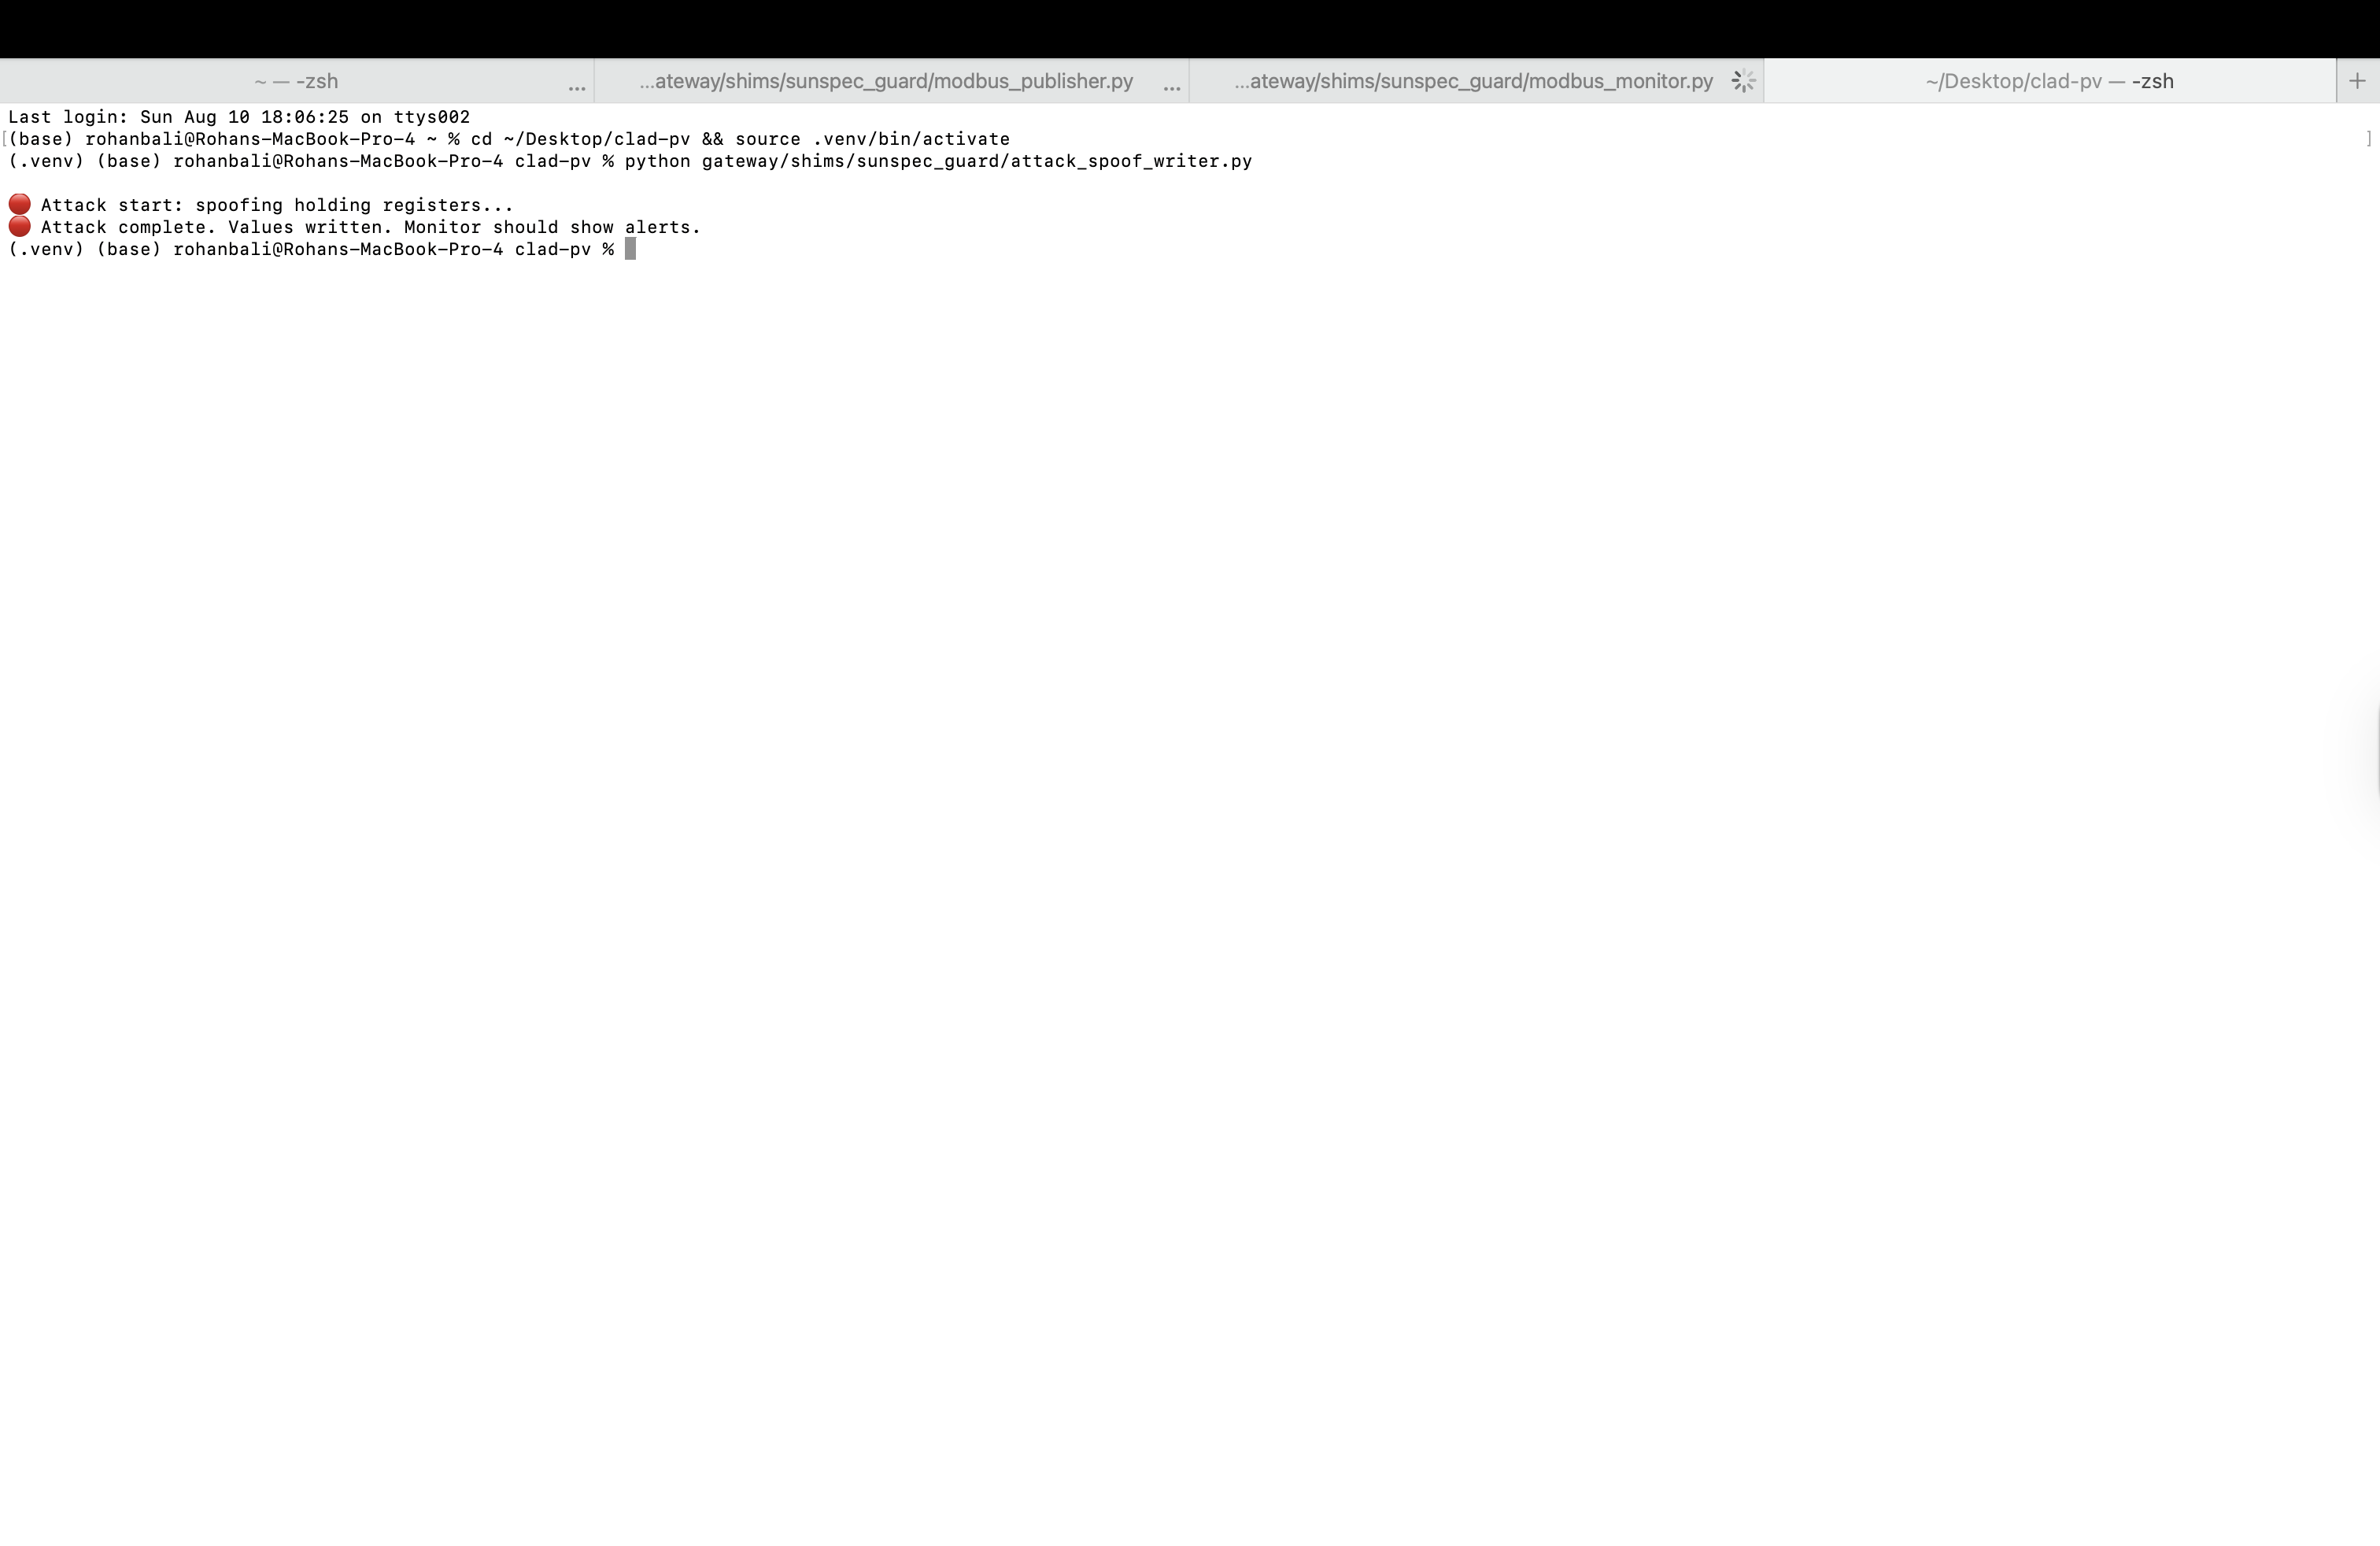 ~ — -zsh
...
...ateway/shims/sunspec_guard/modbus_publisher.py
...
...ateway/shims/sunspec_guard/modbus_monitor.py
~/Desktop/clad-pv — -zsh
+
Last login: Sun Aug 10 18:06:25 on ttys002
[(base) rohanbali@Rohans-MacBook-Pro-4 ~ % cd ~/Desktop/clad-pv && source .venv/bin/activate ]
(.venv) (base) rohanbali@Rohans-MacBook-Pro-4 clad-pv % python gateway/shims/sunspec_guard/attack_spoof_writer.py
🔴 Attack start: spoofing holding registers...
🔴 Attack complete. Values written. Monitor should show alerts.
(.venv) (base) rohanbali@Rohans-MacBook-Pro-4 clad-pv %